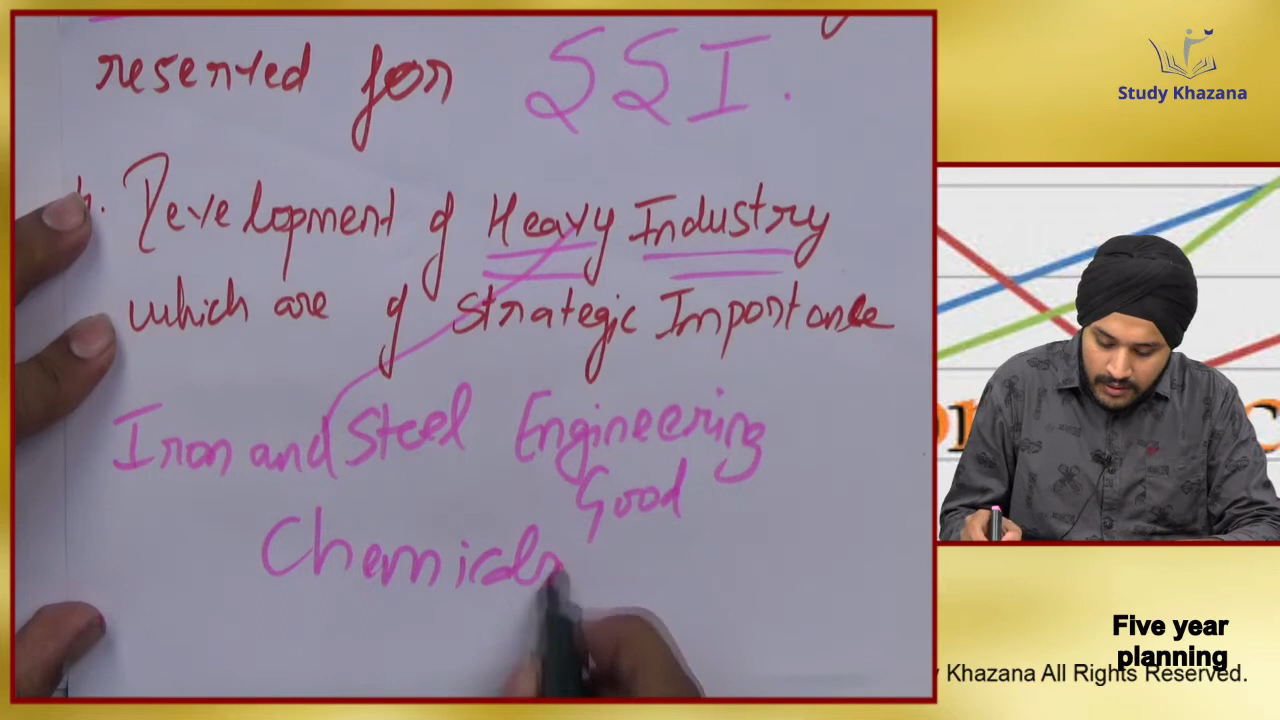 resented for SSI.
Development of Heavy Industry
which are of Strategic Importance
Iron and Steel Engineering
Good
Chemicals
Study Khazana
Five year
planning
Khazana All Rights Reserved.